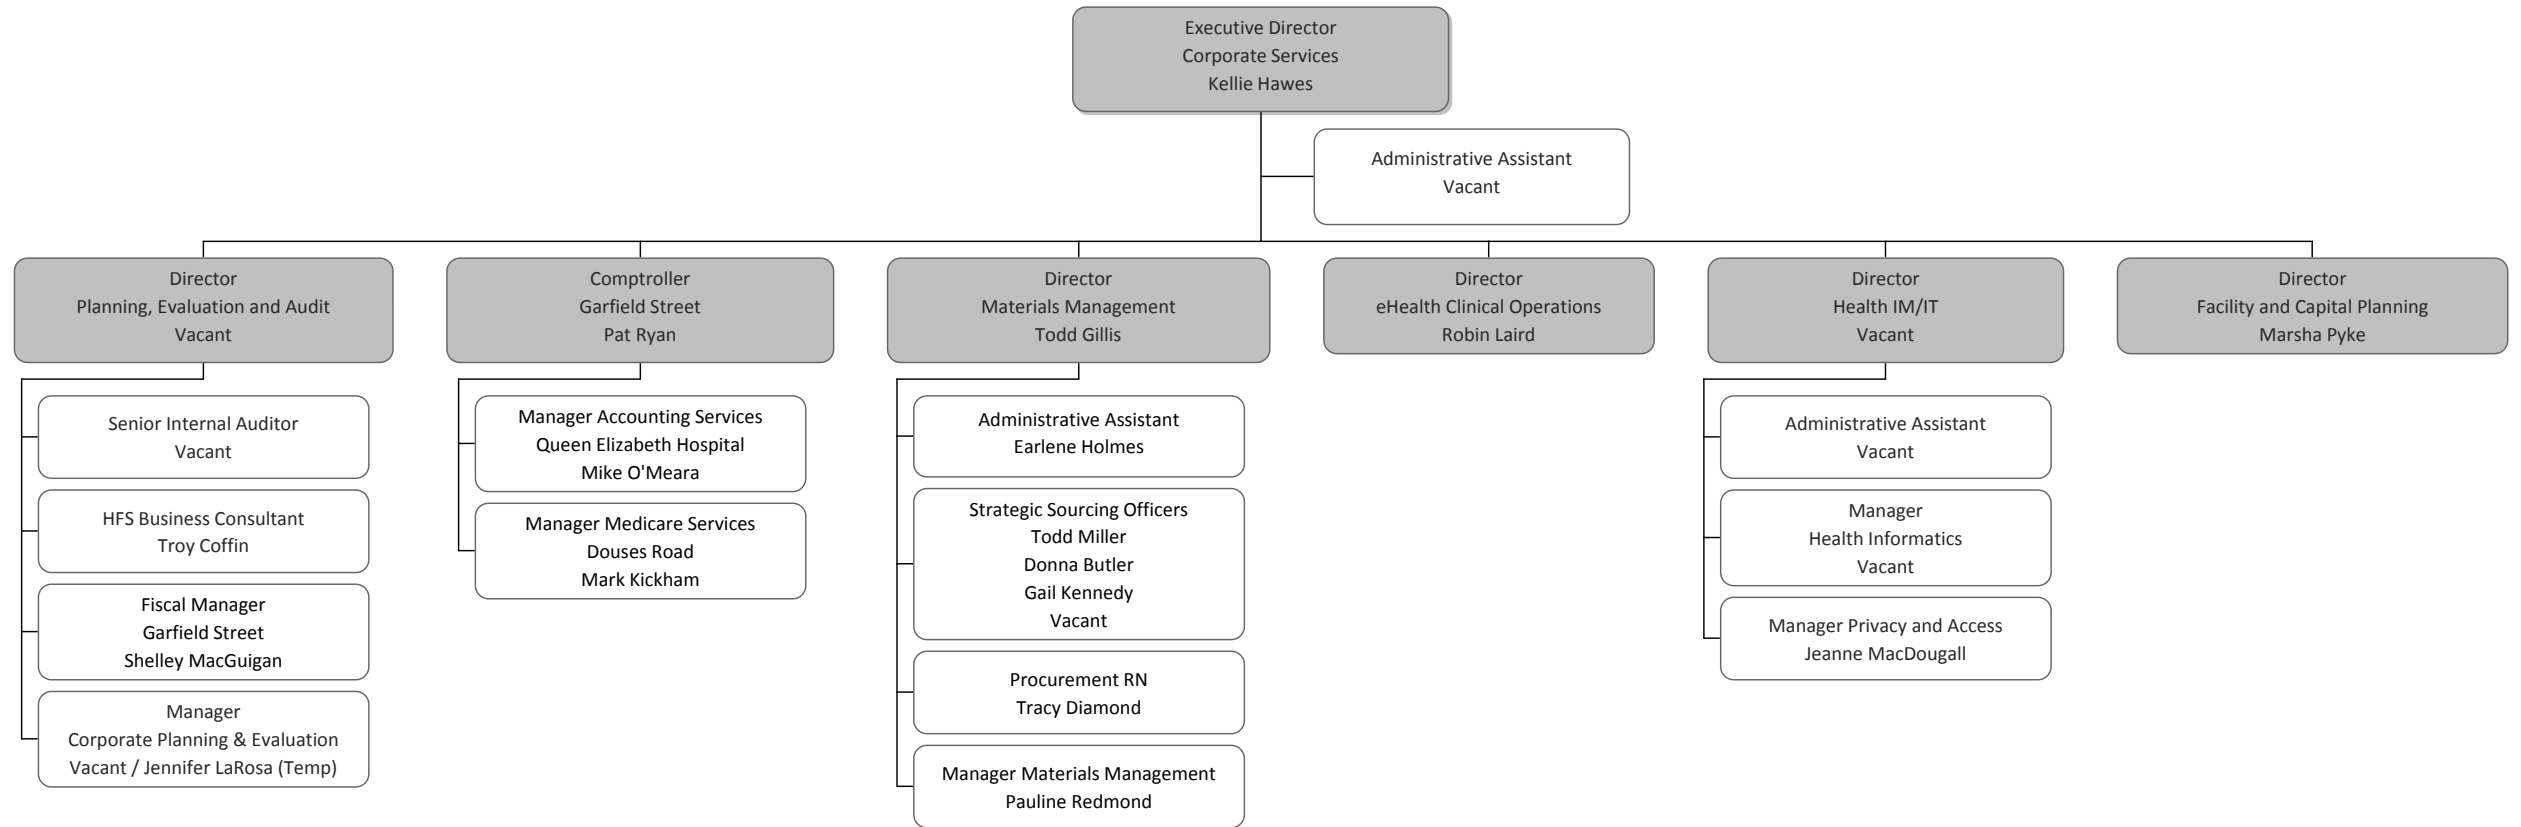 Executive Director
Corporate Services
Kellie Hawes
Administrative Assistant
Vacant
Director
Planning, Evaluation and Audit
Vacant
Comptroller
Garfield Street
Pat Ryan
Director
Materials Management
Todd Gillis
Director
eHealth Clinical Operations
Robin Laird
Director
Health IM/IT
Vacant
Director
Facility and Capital Planning
Marsha Pyke
Senior Internal Auditor
Vacant
HFS Business Consultant
Troy Coffin
Fiscal Manager
Garfield Street
Shelley MacGuigan
Manager
Corporate Planning & Evaluation
Vacant / Jennifer LaRosa (Temp)
Manager Accounting Services
Queen Elizabeth Hospital
Mike O'Meara
Manager Medicare Services
Douses Road
Mark Kickham
Administrative Assistant
Earlene Holmes
Strategic Sourcing Officers
Todd Miller
Donna Butler
Gail Kennedy
Vacant
Procurement RN
Tracy Diamond
Manager Materials Management
Pauline Redmond
Administrative Assistant
Vacant
Manager
Health Informatics
Vacant
Manager Privacy and Access
Jeanne MacDougall